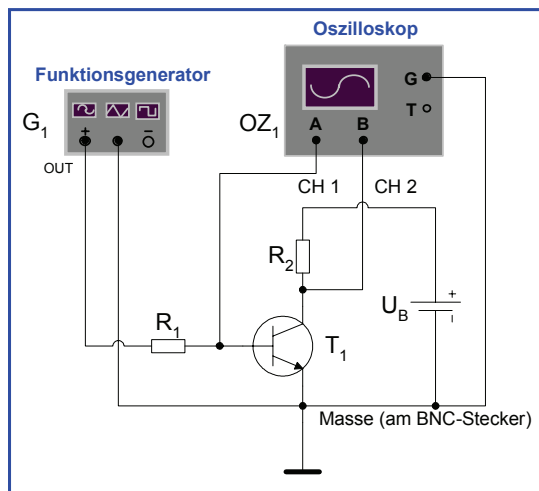 Oszilloskop
Funktionsgenerator
G
G1
+
−
OZ1
T
A
B
OUT
CH 1
CH 2
R2
+
UB
−
R1
T1
Masse (am BNC-Stecker)